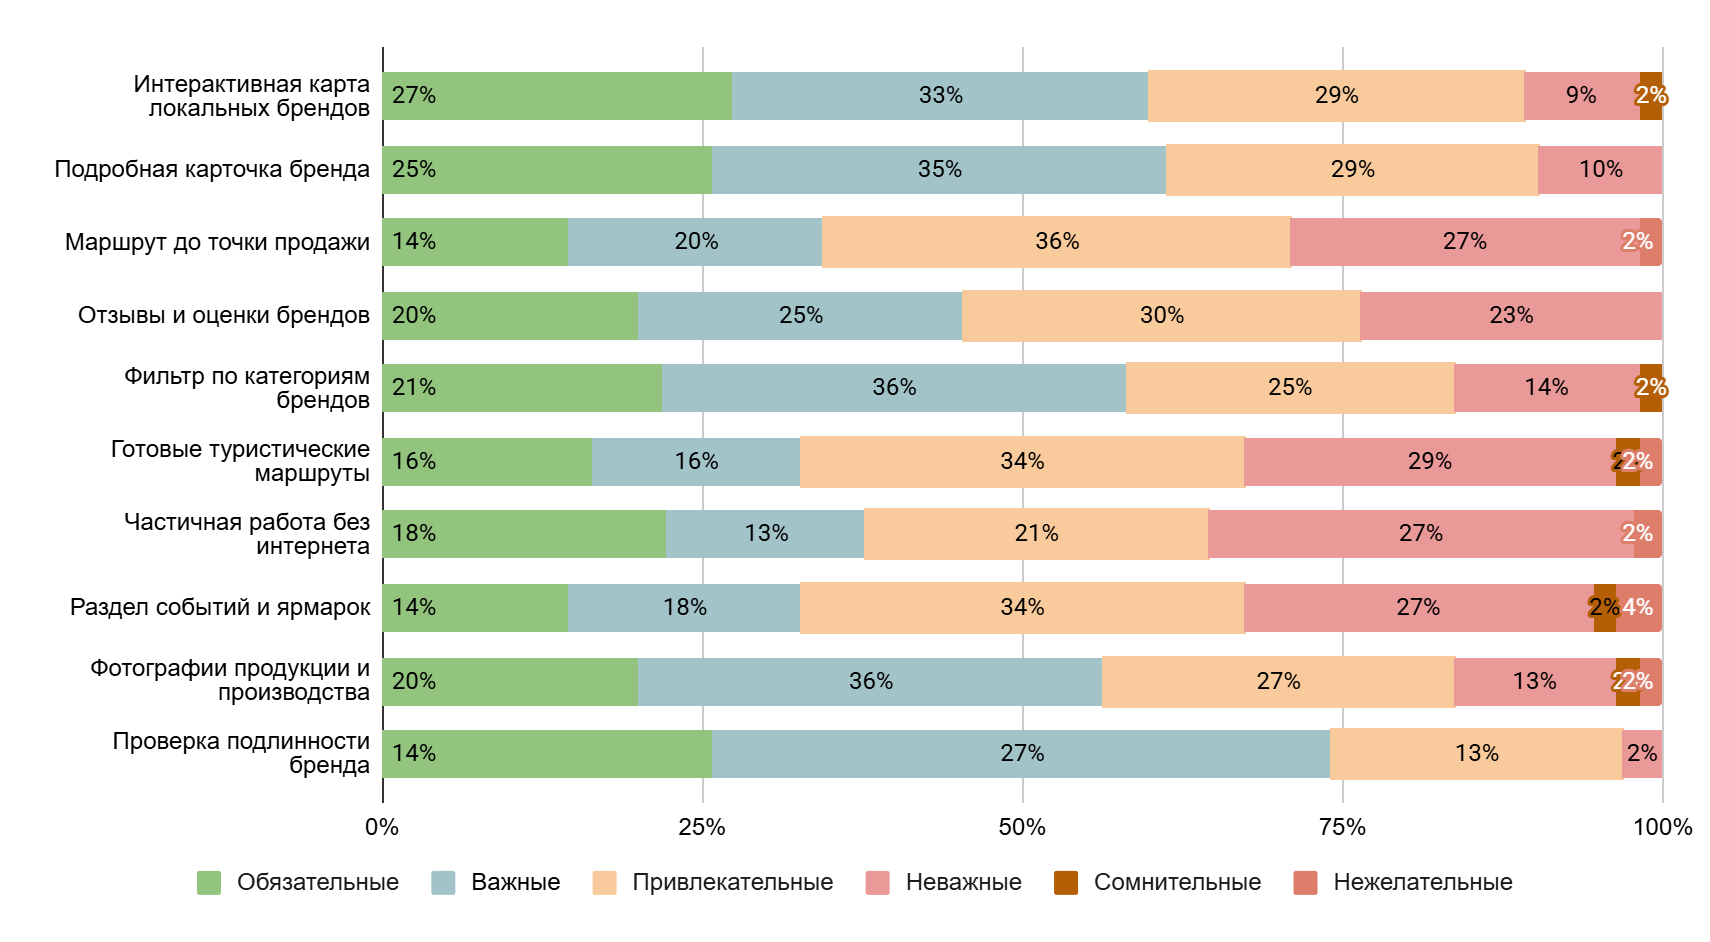 Интерактивная карта
локальных брендов
27% 33% 29% 9% 2%
Подробная карточка бренда
25% 35% 29% 10%
Маршрут до точки продажи
14% 20% 36% 27% 2%
Отзывы и оценки брендов
20% 25% 30% 23%
Фильтр по категориям
брендов
21% 36% 25% 14% 2%
Готовые туристические
маршруты
16% 16% 34% 29% 2%
Частичная работа без
интернета
18% 13% 21% 27% 2%
Раздел событий и ярмарок
14% 18% 34% 27% 2% 4%
Фотографии продукции и
производства
20% 36% 27% 13% 2%
Проверка подлинности
бренда
14% 27% 13% 2%
0% 25% 50% 75% 100%
Обязательные Важные Привлекательные Неважные Сомнительные Нежелательные